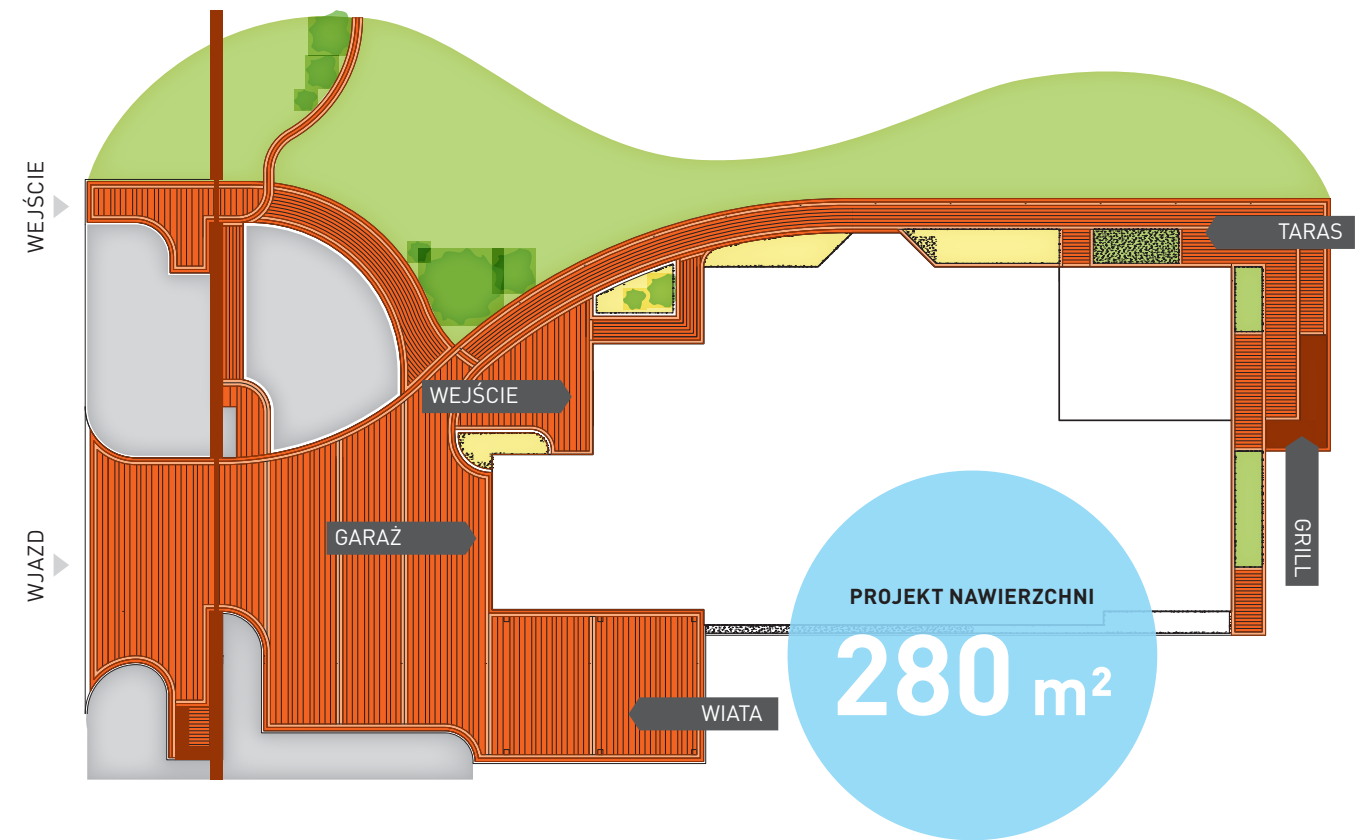 WEJŚCIE
TARAS
WEJŚCIE
GARAŻ
WJAZD
GRILL
PROJEKT NAWIERZCHNI
280 m²
WIATA